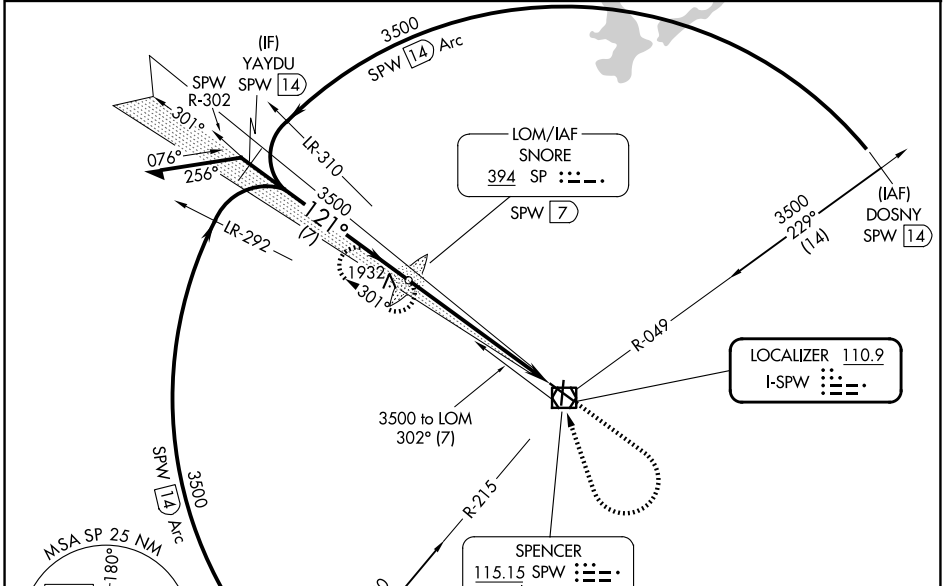 3500
SPW 14 Arc
(IF)
YAYDU
SPW 14
SPW
R-302
301°
076°
256°
LR-310
LOM/IAF
SNORE
394 SP
SPW 7
3500
121°
(7)
LR-292
1932
301°
(IAF)
DOSNY
SPW 14
3500
229°
(14)
R-049
LOCALIZER 110.9
I-SPW
3500 to LOM
302° (7)
3500
SPW 14 Arc
R-215
MSA SP 25 NM
180°
SPENCER
115.15 SPW